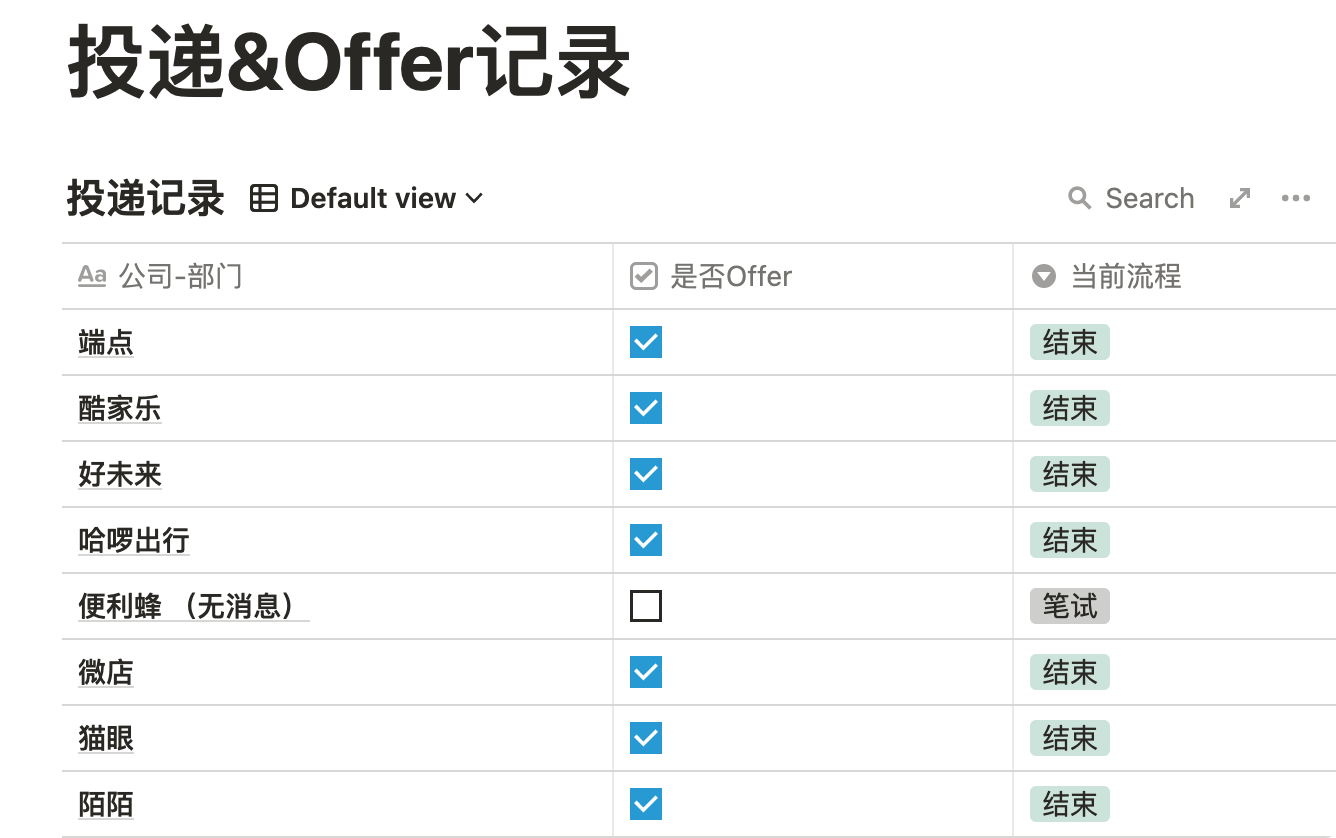 投递&Offer记录
投递记录 Default view Search
Aa 公司-部门 是否Offer 当前流程
端点 结束
酷家乐 结束
好未来 结束
哈啰出行 结束
便利蜂 （无消息） 笔试
微店 结束
猫眼 结束
陌陌 结束